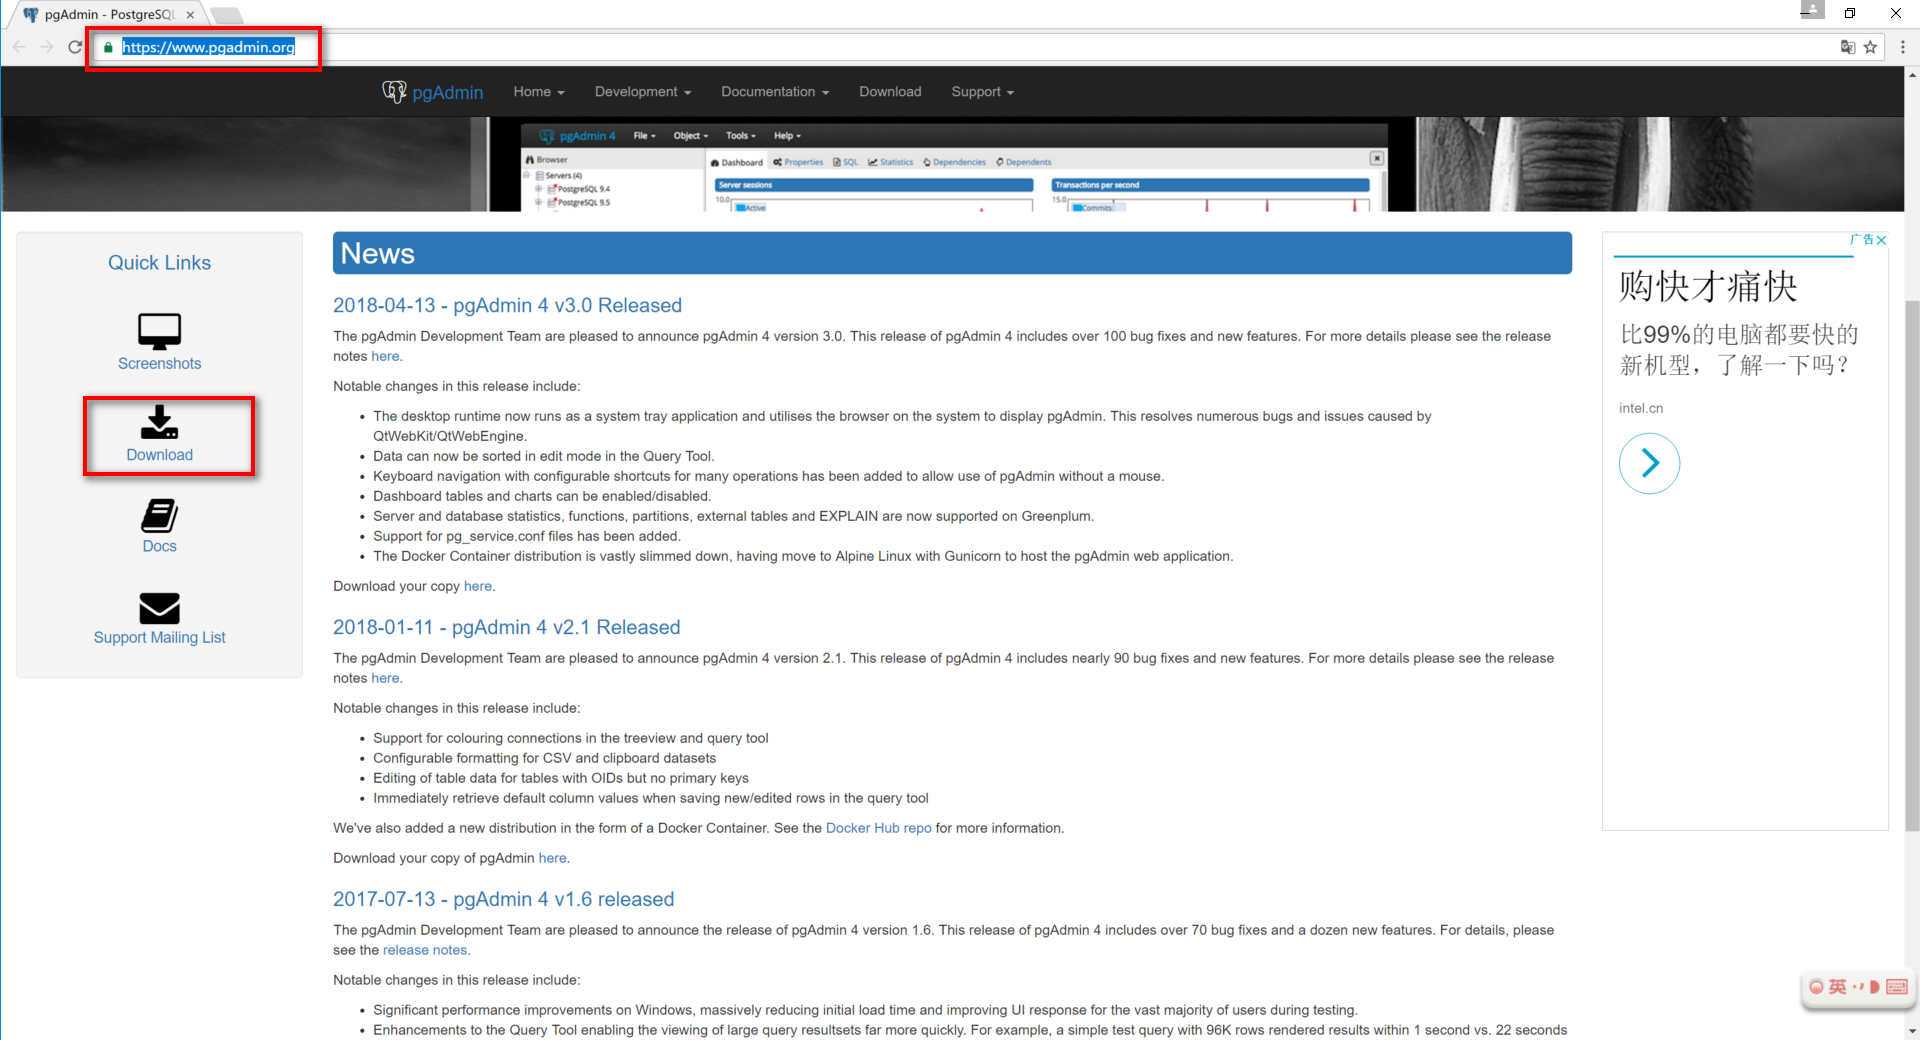 pgAdmin - PostgreSQL
https://www.pgadmin.org
pgAdmin Home Development Documentation Download Support
pgAdmin 4 File Object Tools Help
Browser
Servers (4)
PostgreSQL 9.4
PostgreSQL 9.5
Dashboard Properties SQL Statistics Dependencies Dependents
Server sessions
10.0
Active
Transactions per second
15.0
Commits
Quick Links
Screenshots
Download
Docs
Support Mailing List
News
2018-04-13 - pgAdmin 4 v3.0 Released
The pgAdmin Development Team are pleased to announce pgAdmin 4 version 3.0. This release of pgAdmin 4 includes over 100 bug fixes and new features. For more details please see the release
notes here.
Notable changes in this release include:
• The desktop runtime now runs as a system tray application and utilises the browser on the system to display pgAdmin. This resolves numerous bugs and issues caused by
QtWebKit/QtWebEngine.
• Data can now be sorted in edit mode in the Query Tool.
• Keyboard navigation with configurable shortcuts for many operations has been added to allow use of pgAdmin without a mouse.
• Dashboard tables and charts can be enabled/disabled.
• Server and database statistics, functions, partitions, external tables and EXPLAIN are now supported on Greenplum.
• Support for pg_service.conf files has been added.
• The Docker Container distribution is vastly slimmed down, having move to Alpine Linux with Gunicorn to host the pgAdmin web application.
Download your copy here.
2018-01-11 - pgAdmin 4 v2.1 Released
The pgAdmin Development Team are pleased to announce pgAdmin 4 version 2.1. This release of pgAdmin 4 includes nearly 90 bug fixes and new features. For more details please see the release
notes here.
Notable changes in this release include:
• Support for colouring connections in the treeview and query tool
• Configurable formatting for CSV and clipboard datasets
• Editing of table data for tables with OIDs but no primary keys
• Immediately retrieve default column values when saving new/edited rows in the query tool
We've also added a new distribution in the form of a Docker Container. See the Docker Hub repo for more information.
Download your copy of pgAdmin here.
2017-07-13 - pgAdmin 4 v1.6 released
The pgAdmin Development Team are pleased to announce the release of pgAdmin 4 version 1.6. This release of pgAdmin 4 includes over 70 bug fixes and a dozen new features. For details, please
see the release notes.
Notable changes in this release include:
• Significant performance improvements on Windows, massively reducing initial load time and improving UI response for the vast majority of users during testing.
• Enhancements to the Query Tool enabling the viewing of large query resultsets far more quickly. For example, a simple test query with 96K rows rendered results within 1 second vs. 22 seconds
广告
购快才痛快
比99%的电脑都要快的
新机型，了解一下吗？
intel.cn
英